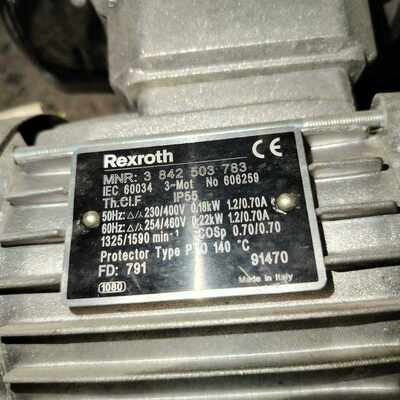 Rexroth CE
MNR: 3 842 503 783
IEC 60034 3-Mot No 606259
Th.Cl.F IP55
50Hz: △/⅄ 230/400V 0.18kW 1.2/0.70A
60Hz: △/⅄ 254/460V 0.22kW 1.2/0.70A
1325/1590 min⁻¹ COSp 0.70/0.70
Protector Type PTO 140 °C
FD: 791 91470
1080 Made in Italy